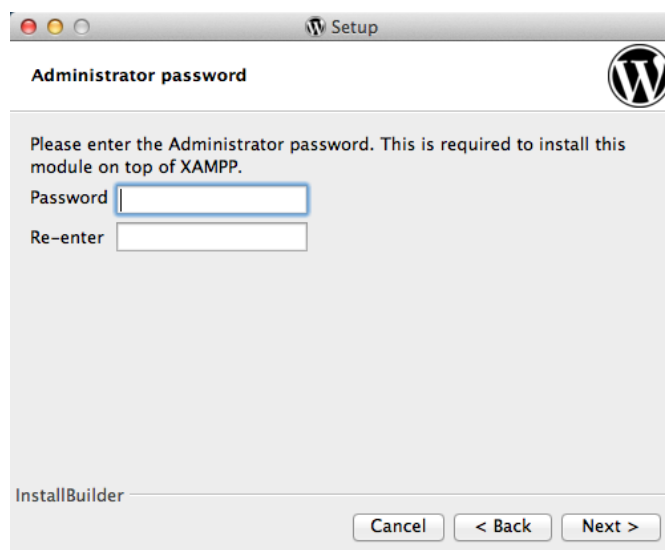 Setup
Administrator password
Please enter the Administrator password. This is required to install this
module on top of XAMPP.
Password
Re-enter
InstallBuilder
Cancel
< Back
Next >